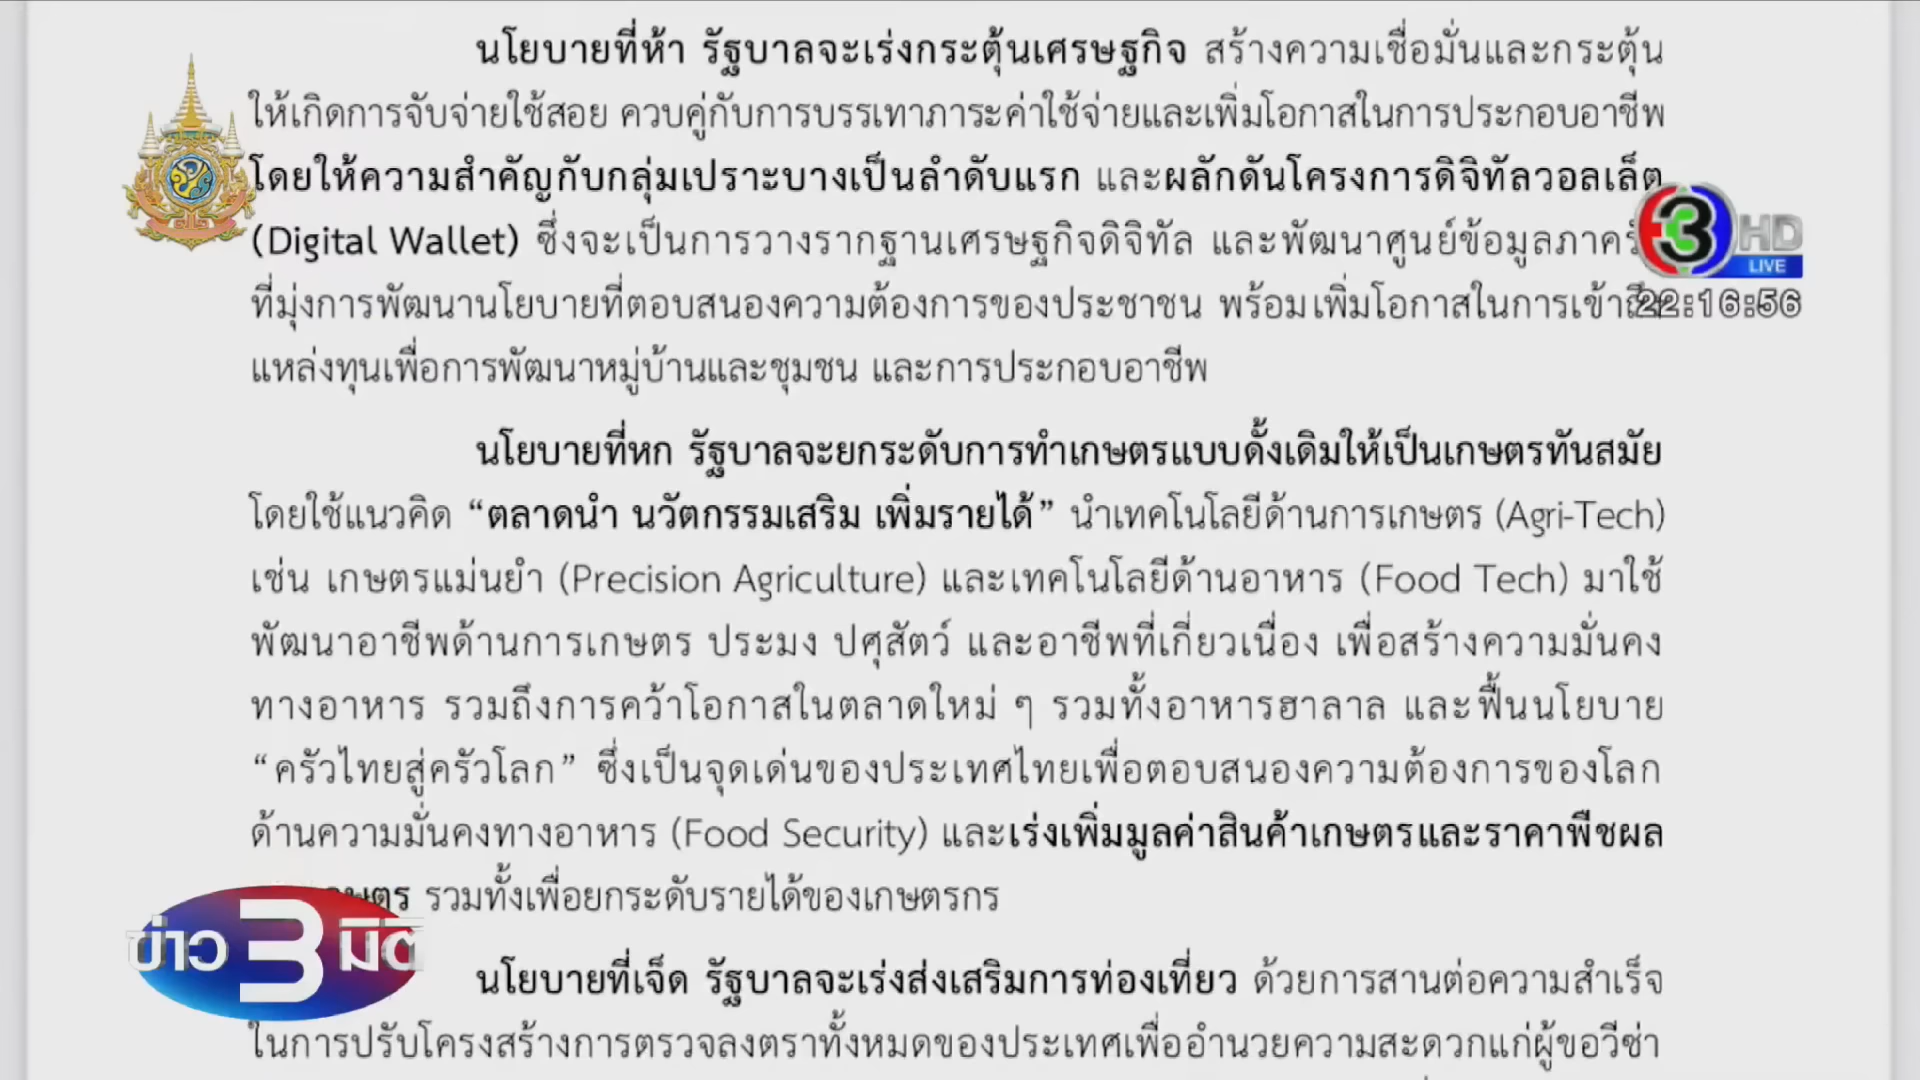 นโยบายที่ห้า รัฐบาลจะเร่งกระตุ้นเศรษฐกิจ สร้างความเชื่อมั่นและกระตุ้น
ให้เกิดการจับจ่ายใช้สอย ควบคู่กับการบรรเทาภาระค่าใช้จ่ายและเพิ่มโอกาสในการประกอบอาชีพ
โดยให้ความสำคัญกับกลุ่มเปราะบางเป็นลำดับแรก และผลักดันโครงการดิจิทัลวอลเล็ต
(Digital Wallet) ซึ่งจะเป็นการวางรากฐานเศรษฐกิจดิจิทัล และพัฒนาศูนย์ข้อมูล
3 HD
LIVE
ที่มุ่งการพัฒนานโยบายที่ตอบสนองความต้องการของประชาชน พร้อมเพิ่มโอกาสในการ
22:16:56
แหล่งทุนเพื่อการพัฒนาหมู่บ้านและชุมชน และการประกอบอาชีพ
นโยบายที่หก รัฐบาลจะยกระดับการทำเกษตรแบบดั้งเดิมให้เป็นเกษตรทันสมัย
โดยใช้แนวคิด “ตลาดนำ นวัตกรรมเสริม เพิ่มรายได้” นำเทคโนโลยีด้านการเกษตร (Agri-Tech)
เช่น เกษตรแม่นยำ (Precision Agriculture) และเทคโนโลยีด้านอาหาร (Food Tech) มาใช้
พัฒนาอาชีพด้านการเกษตร ประมง ปศุสัตว์ และอาชีพที่เกี่ยวเนื่อง เพื่อสร้างความมั่นคง
ทางอาหาร รวมถึงการคว้าโอกาสในตลาดใหม่ ๆ รวมทั้งอาหารฮาลาล และฟื้นนโยบาย
“ครัวไทยสู่ครัวโลก” ซึ่งเป็นจุดเด่นของประเทศไทยเพื่อตอบสนองความต้องการของโลก
ด้านความมั่นคงทางอาหาร (Food Security) และเร่งเพิ่มมูลค่าสินค้าเกษตรและราคาพืชผล
รวมทั้งเพื่อยกระดับรายได้ของเกษตรกร
ข่าว 3 มิติ
นโยบายที่เจ็ด รัฐบาลจะเร่งส่งเสริมการท่องเที่ยว ด้วยการสานต่อความสำเร็จ
ในการปรับโครงสร้างการตรวจลงตราทั้งหมดของประเทศเพื่ออำนวยความสะดวกแก่ผู้ขอวีซ่า